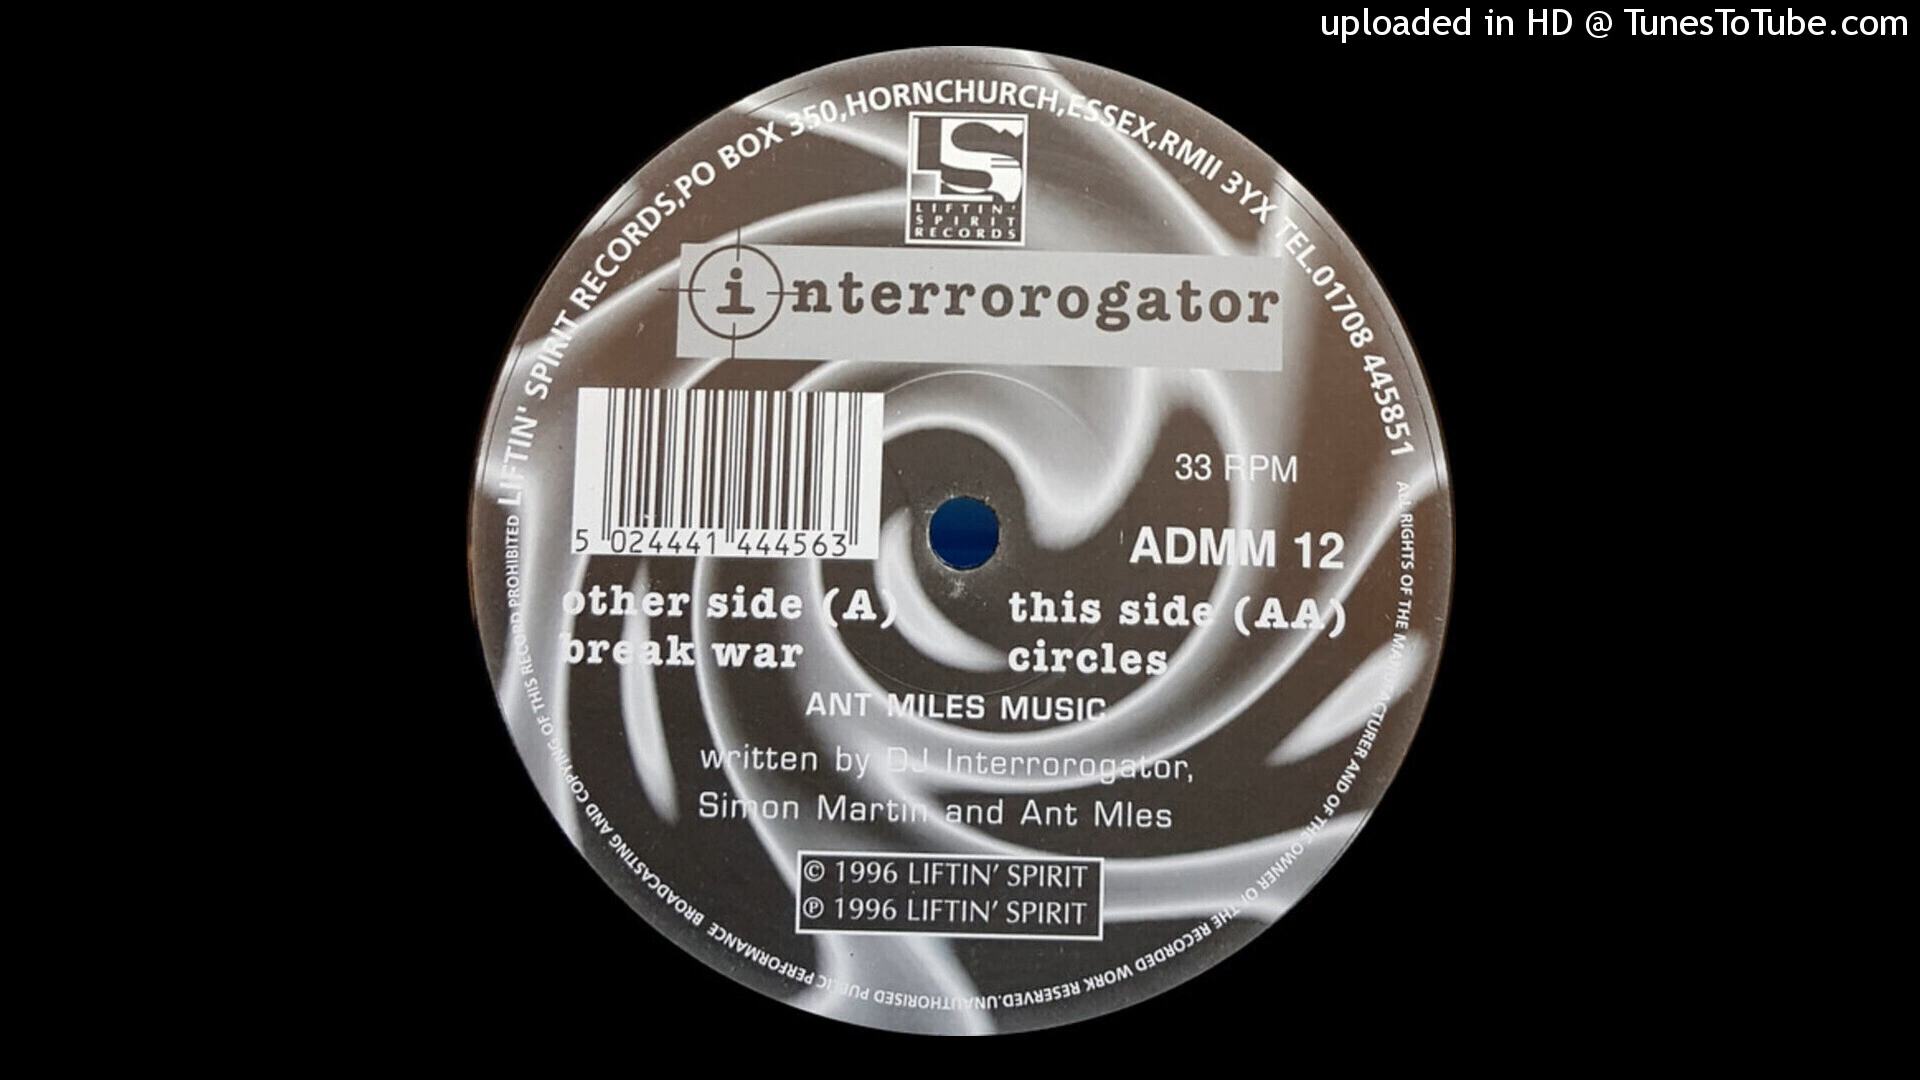 uploaded in HD @ TunesToTube.com
LIFTIN' SPIRIT RECORDS,PO BOX 350,HORNCHURCH,ESSEX,RM11 3YX TEL.01708 445851
LS
LIFTIN'
SPIRIT
RECORDS
interrorogator
33 RPM
5 024441 444563
ADMM 12
other side (A)
break war
this side (AA)
circles
ANT MILES MUSIC
written by DJ Interrorogator,
Simon Martin and Ant MIes
© 1996 LIFTIN' SPIRIT
℗ 1996 LIFTIN' SPIRIT
ALL RIGHTS OF THE MANUFACTURER AND OF THE OWNER OF THE RECORDED WORK RESERVED.UNAUTHORISED PUBLIC PERFORMANCE BROADCASTING AND COPYING OF THIS RECORD PROHIBITED